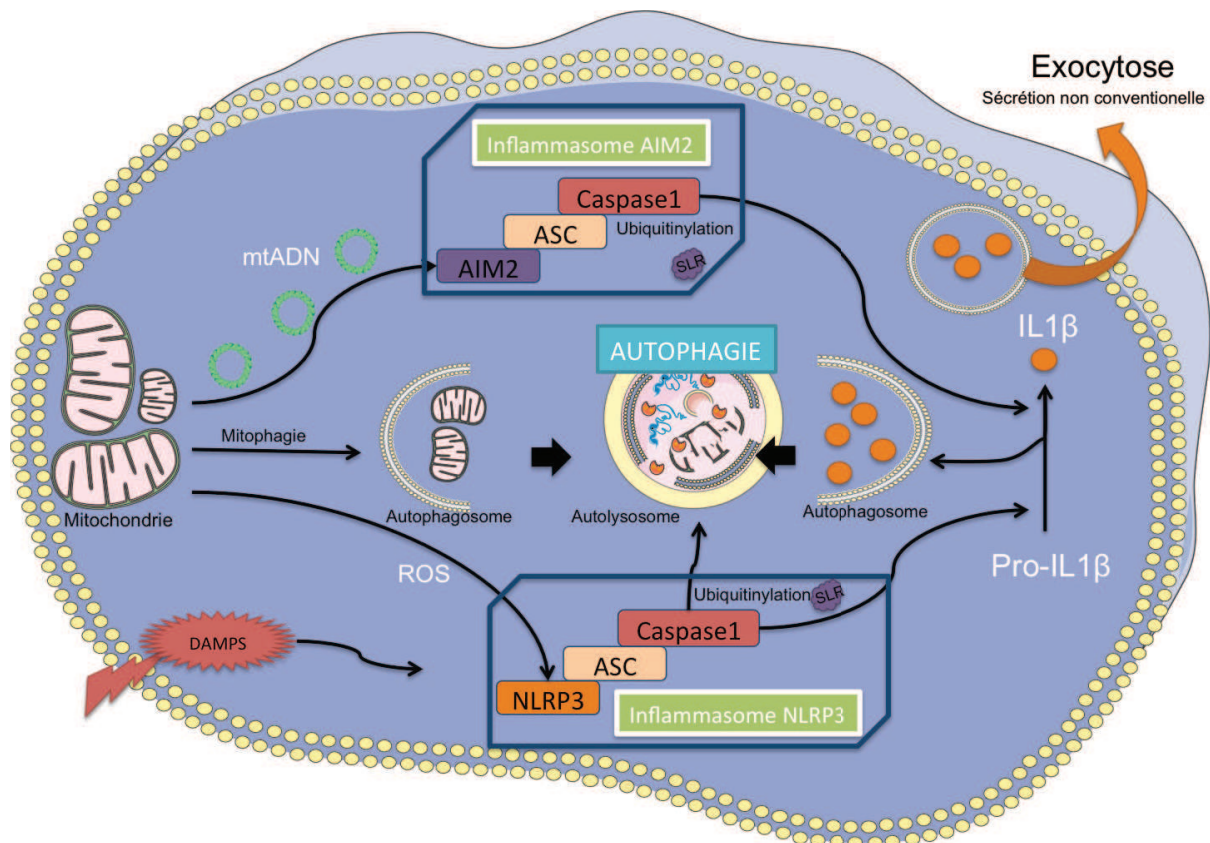 Exocytose
Sécrétion non conventionelle
Inflammasome AIM2
Caspase1
Ubiquitinylation
ASC
SLR
AIM2
mtADN
IL1β
AUTOPHAGIE
Mitophagie
Mitochondrie
Autophagosome
Autolysosome
Autophagosome
ROS
Pro-IL1β
Ubiquitinylation
SLR
Caspase1
DAMPS
ASC
NLRP3
Inflammasome NLRP3